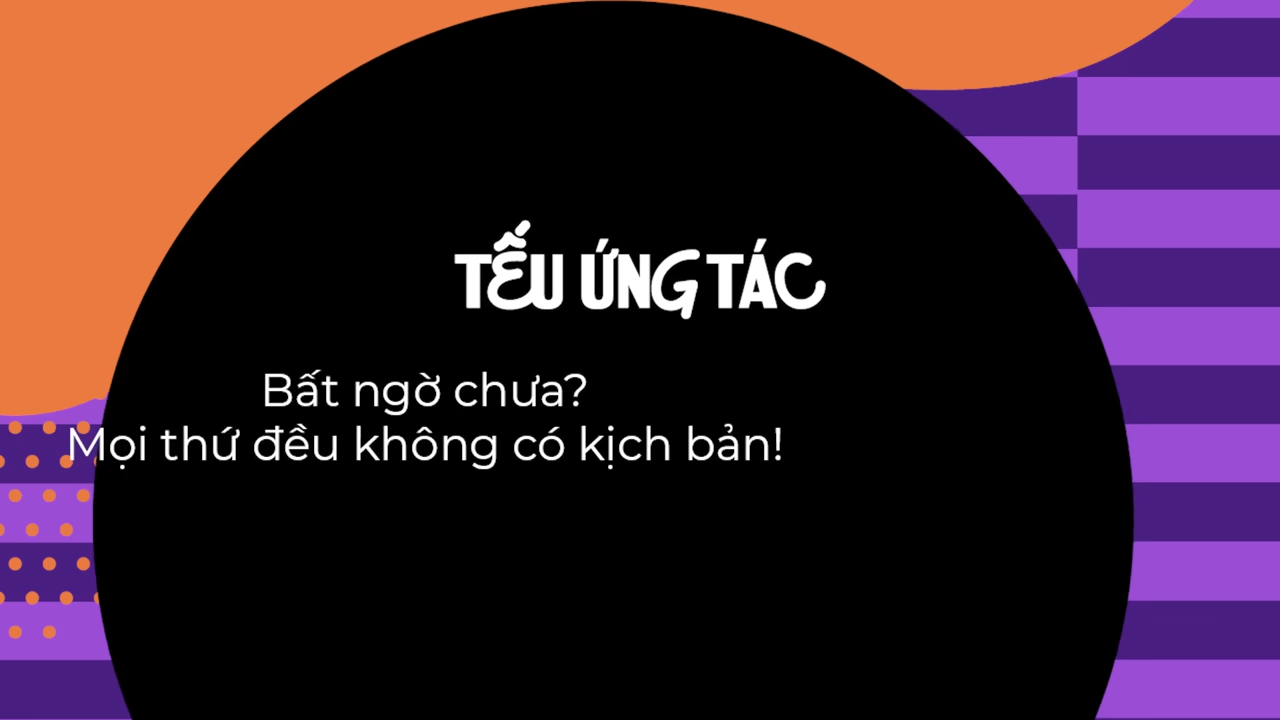 TẾU ỨNG TÁC
Bất ngờ chưa?
Mọi thứ đều không có kịch bản!